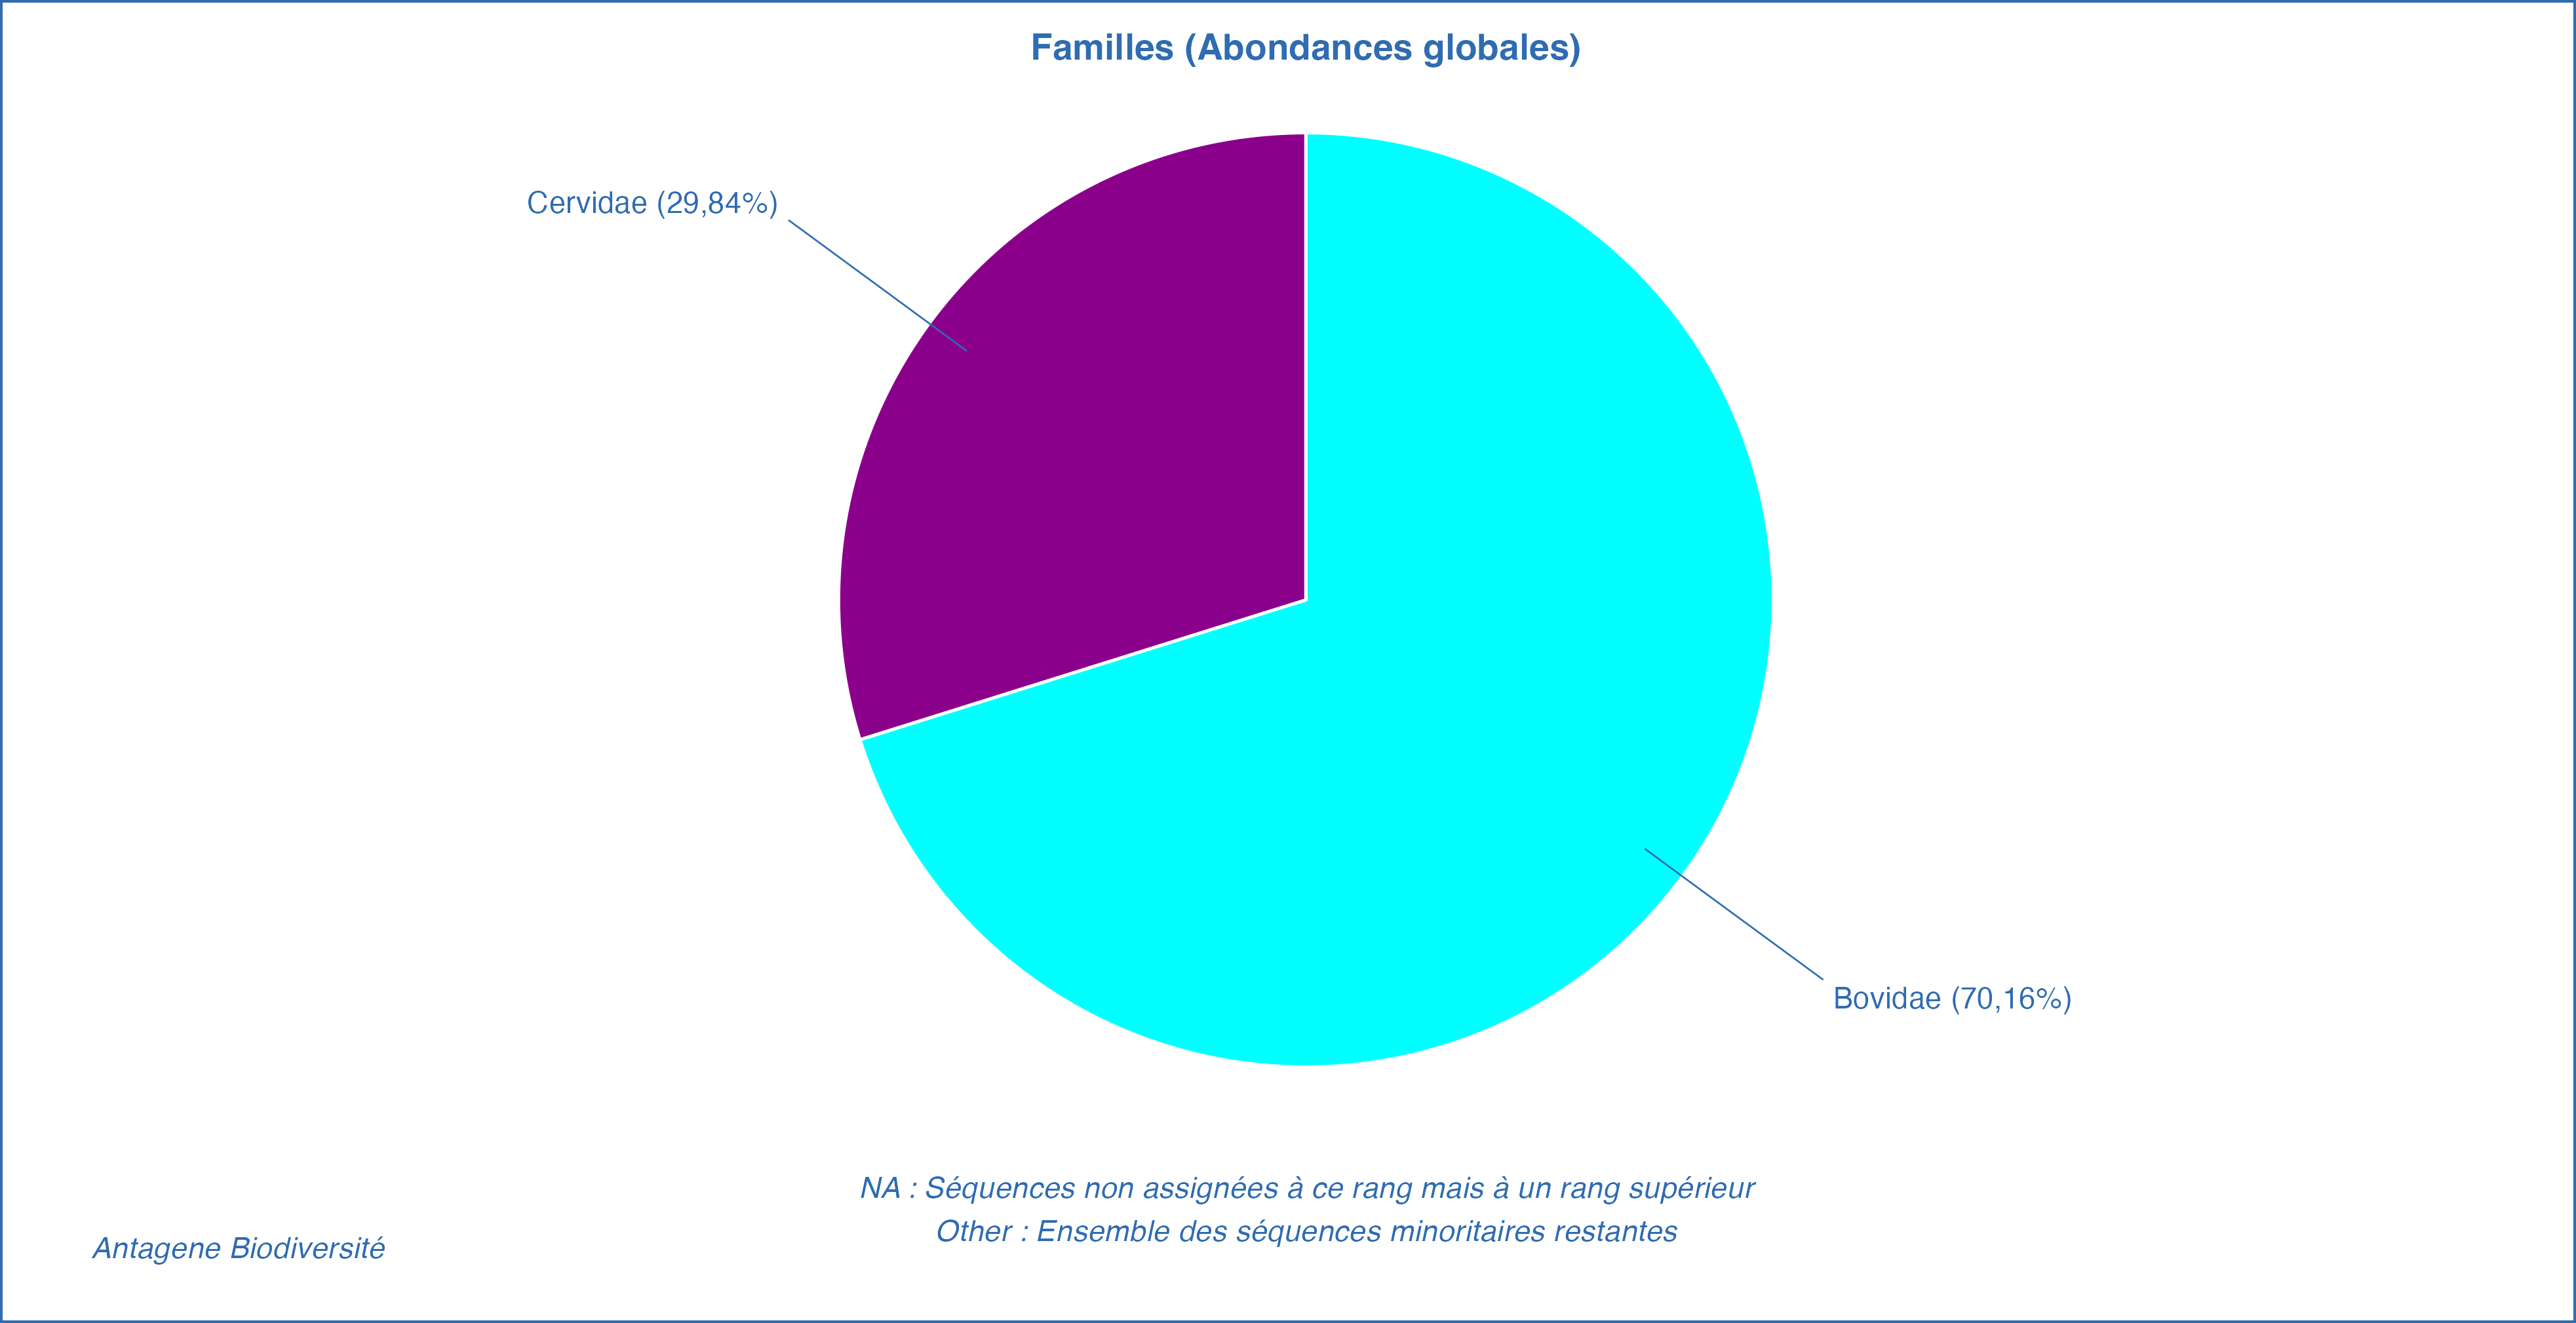 Familles (Abondances globales)
Cervidae (29,84%)
Bovidae (70,16%)
NA : Séquences non assignées à ce rang mais à un rang supérieur
Other : Ensemble des séquences minoritaires restantes
Antagene Biodiversité